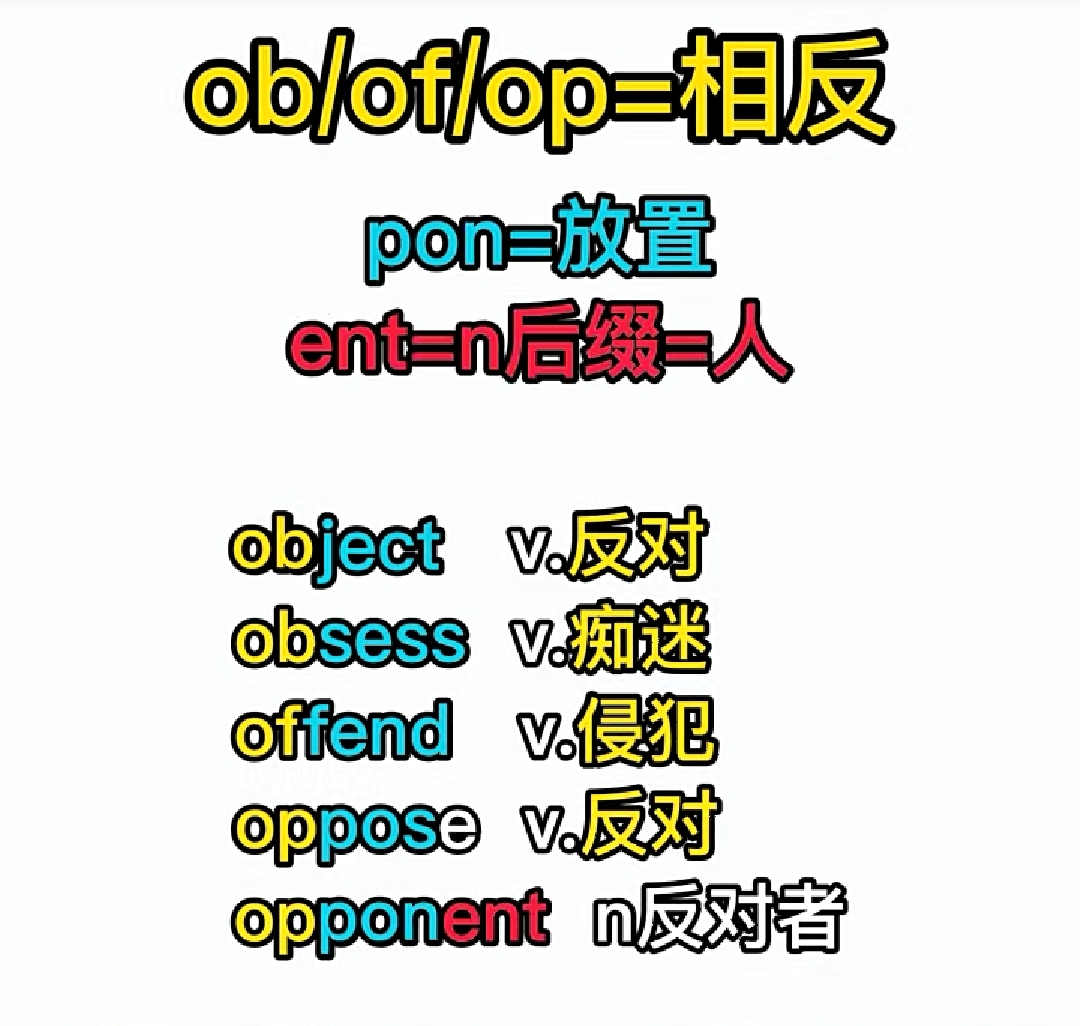 ob/of/op=相反
pon=放置
ent=n后缀=人
object v.反对
obsess v.痴迷
offend v.侵犯
oppose v.反对
opponent n反对者